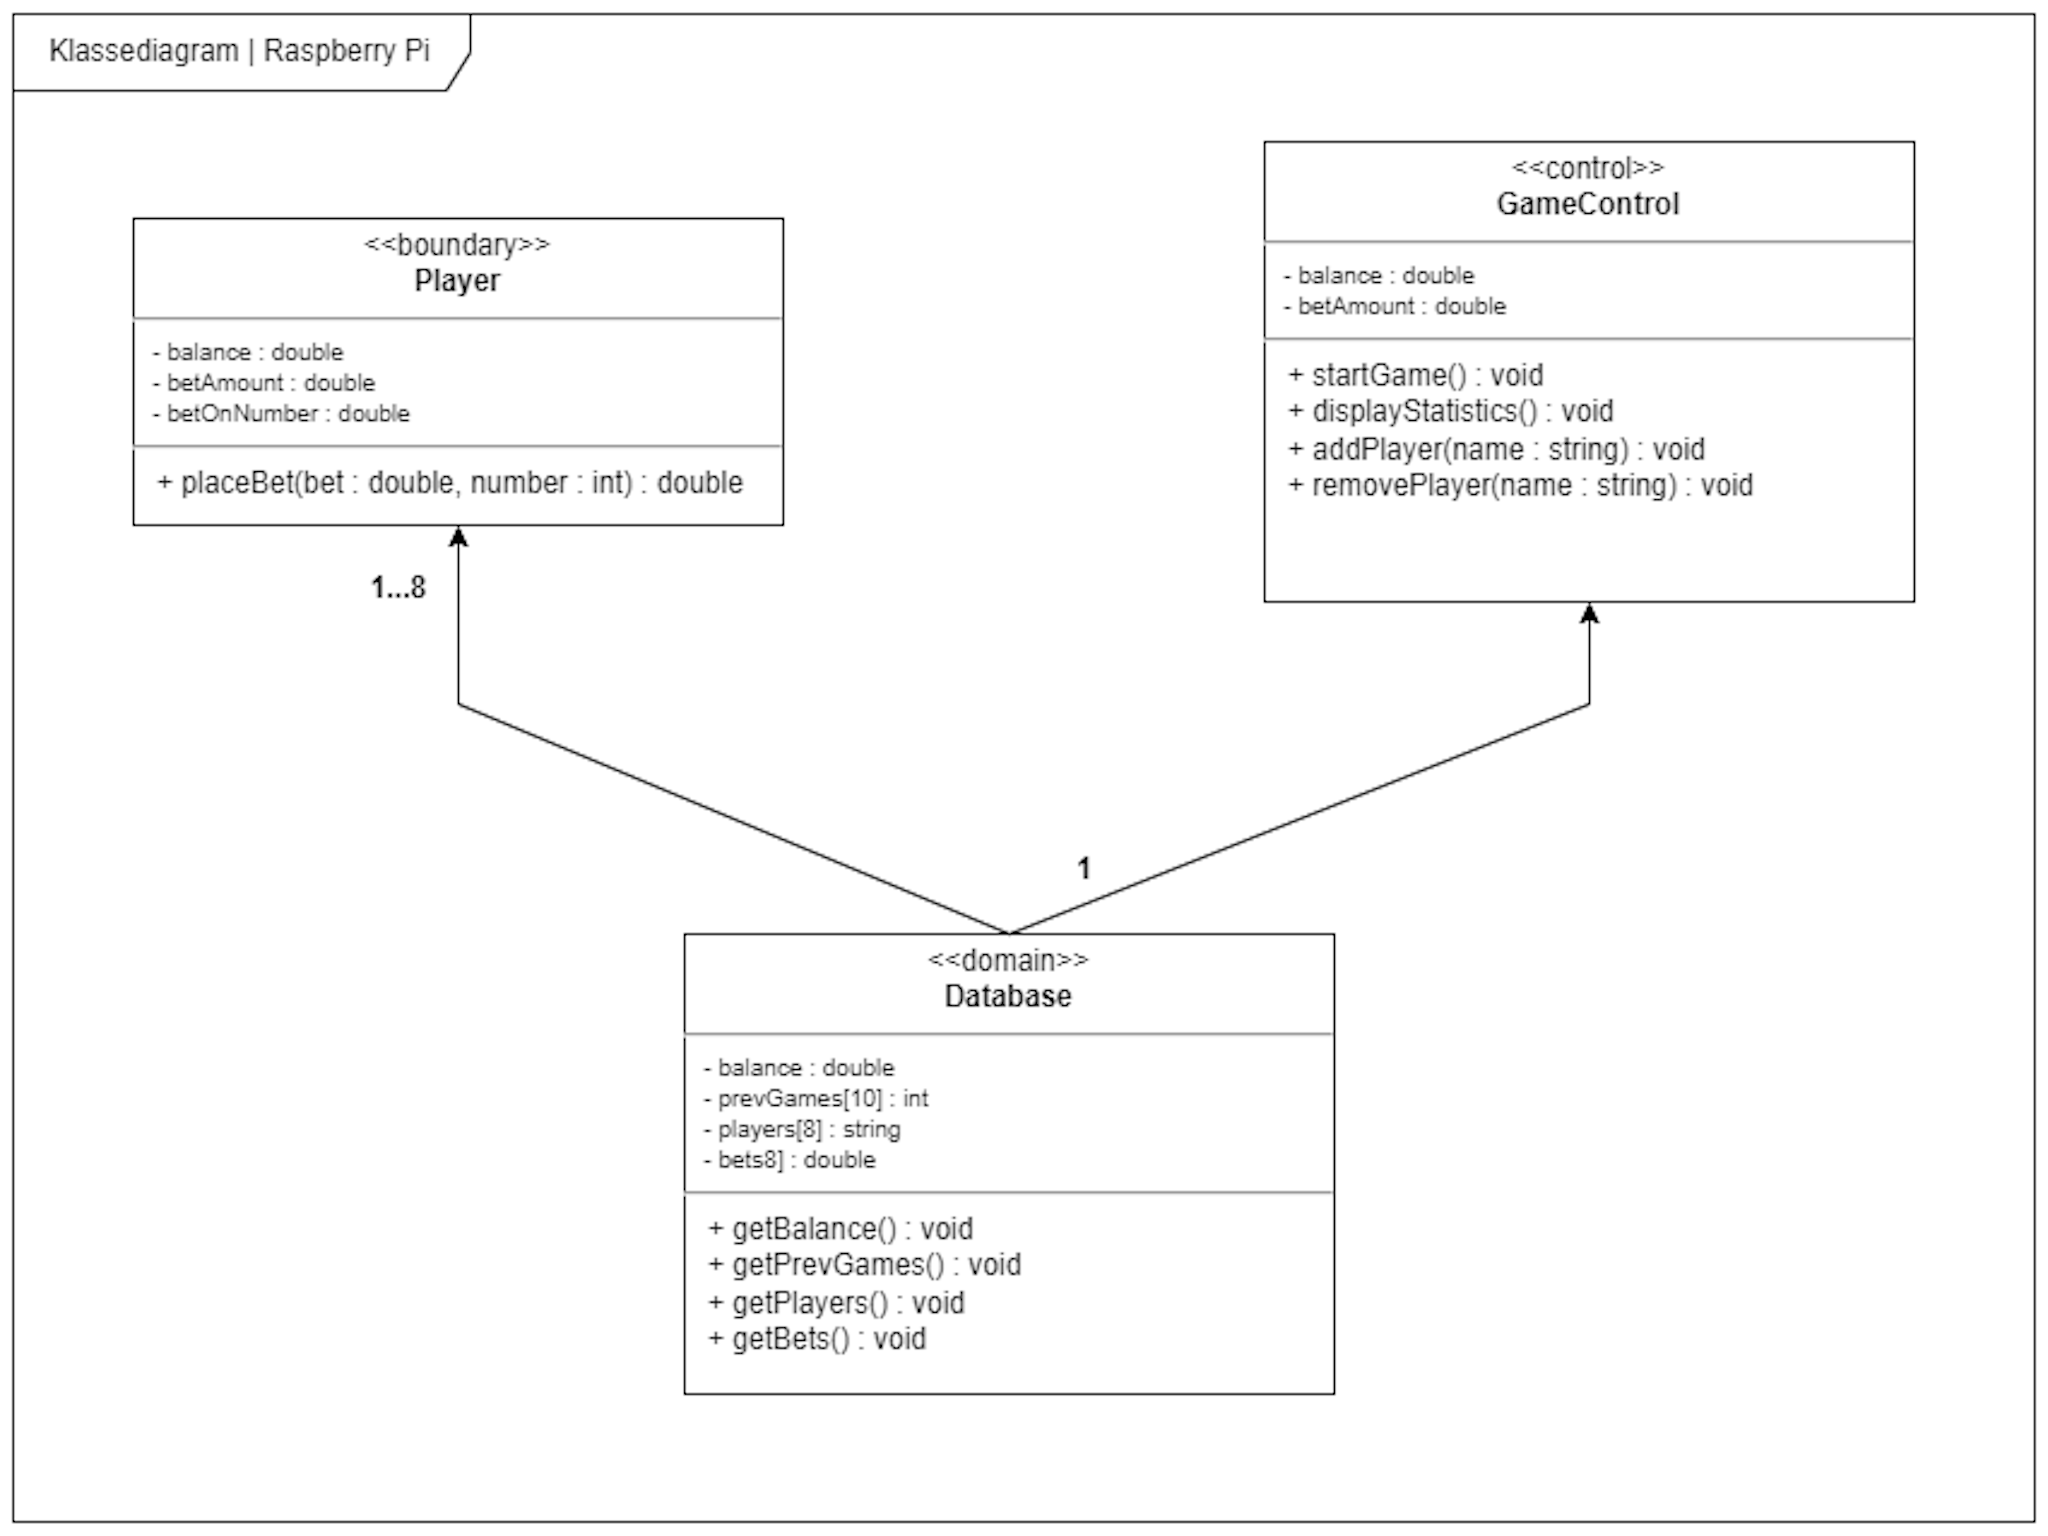 Klassediagram | Raspberry Pi
<<boundary>>
Player
- balance : double
- betAmount : double
- betOnNumber : double
+ placeBet(bet : double, number : int) : double
1...8
<<control>>
GameControl
- balance : double
- betAmount : double
+ startGame() : void
+ displayStatistics() : void
+ addPlayer(name : string) : void
+ removePlayer(name : string) : void
1
<<domain>>
Database
- balance : double
- prevGames[10] : int
- players[8] : string
- bets8] : double
+ getBalance() : void
+ getPrevGames() : void
+ getPlayers() : void
+ getBets() : void